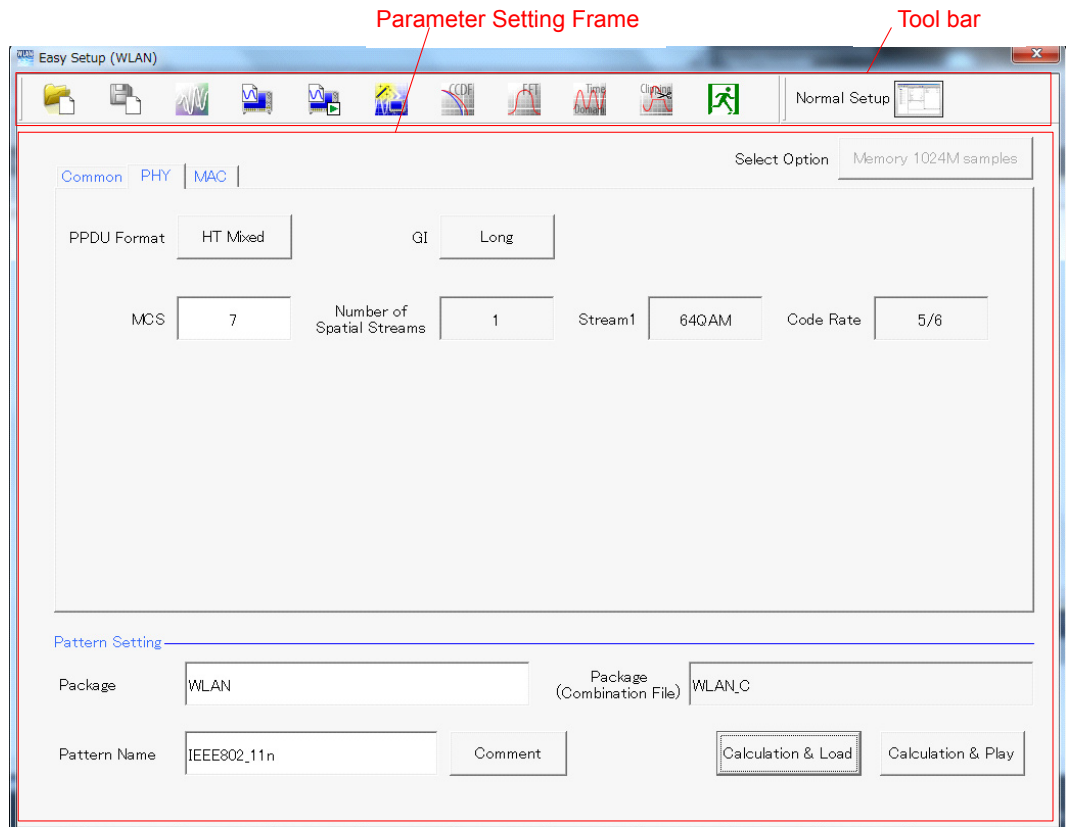 Parameter Setting Frame
Tool bar
Easy Setup (WLAN)
CCDF
FFT
Time
Domain
Clipping
Normal Setup
Select Option
Memory 1024M samples
Common
PHY
MAC
PPDU Format
HT Mixed
GI
Long
MCS
7
Number of
Spatial Streams
1
Stream1
64QAM
Code Rate
5/6
Pattern Setting
Package
WLAN
Package
(Combination File)
WLAN_C
Pattern Name
IEEE802_11n
Comment
Calculation & Load
Calculation & Play